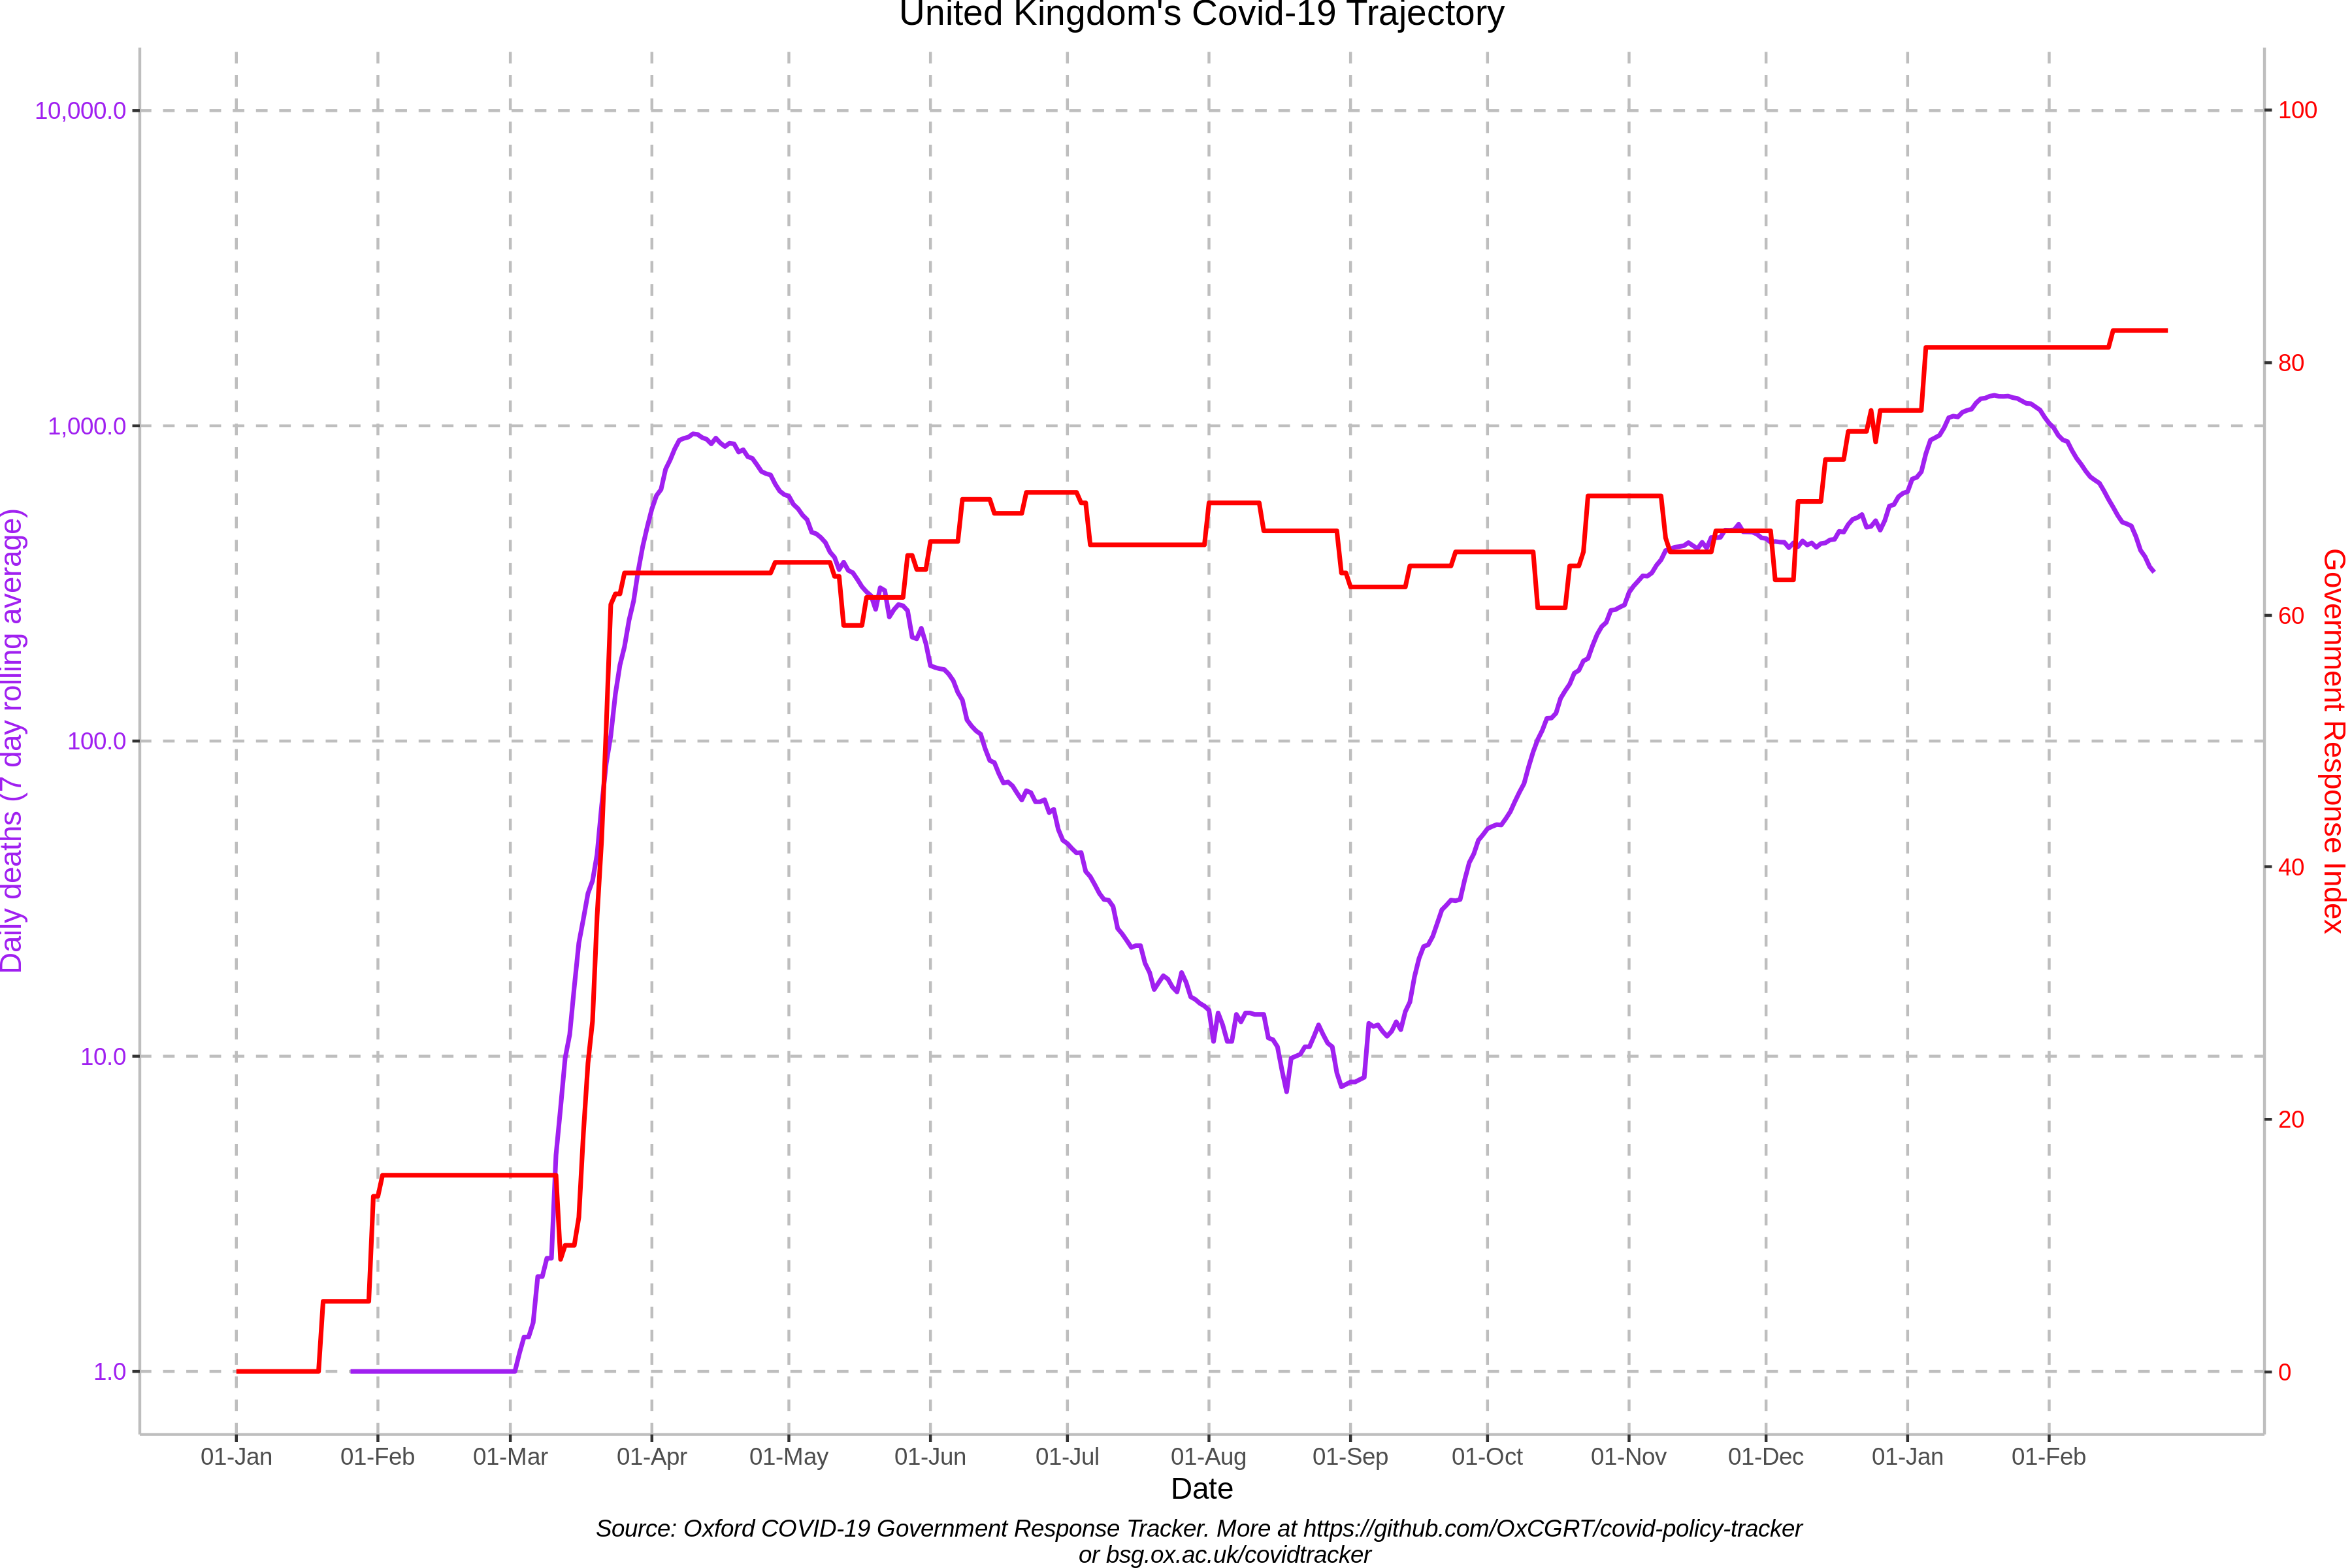 United Kingdom's Covid-19 Trajectory
10,000.0
1,000.0
100.0
10.0
1.0
Daily deaths (7 day rolling average)
100
80
60
40
20
0
Government Response Index
01-Jan 01-Feb 01-Mar 01-Apr 01-May 01-Jun 01-Jul 01-Aug 01-Sep 01-Oct 01-Nov 01-Dec 01-Jan 01-Feb
Date
Source: Oxford COVID-19 Government Response Tracker. More at https://github.com/OxCGRT/covid-policy-tracker
or bsg.ox.ac.uk/covidtracker